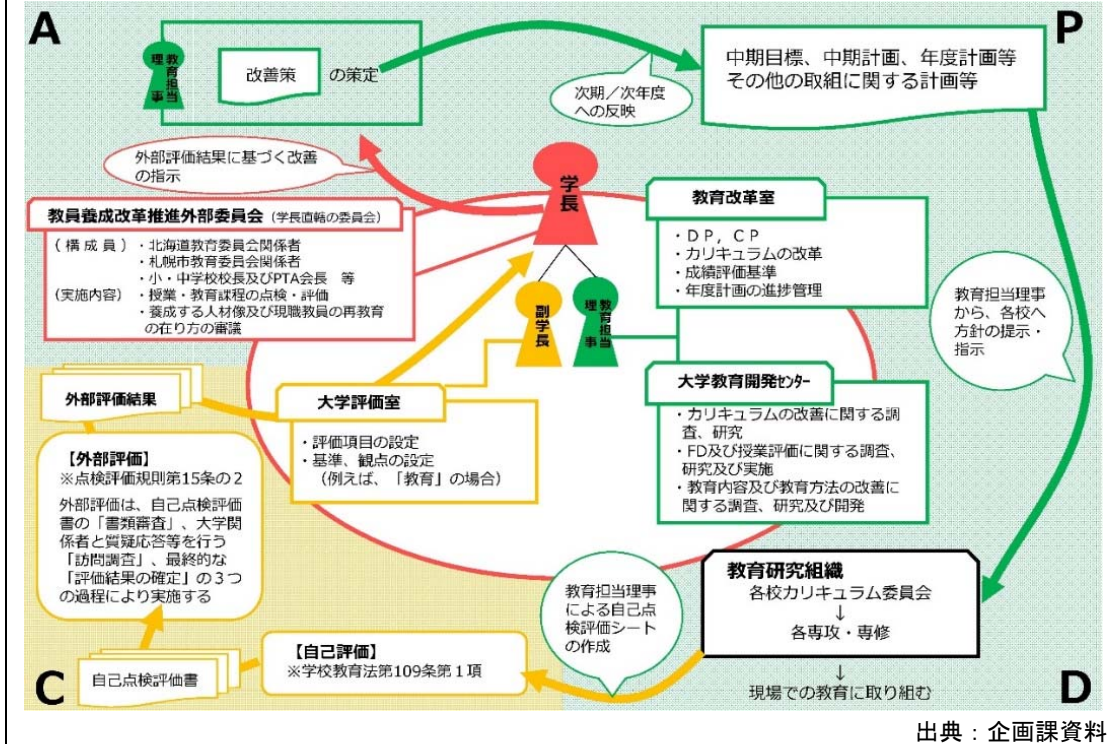 A
P
教育担当
理事
改善策 の策定
次期／次年度
への反映
中期目標、中期計画、年度計画等
その他の取組に関する計画等
外部評価結果に基づく改善
の指示
学長
教員養成改革推進外部委員会（学長直轄の委員会）
（構成員）・北海道教育委員会関係者
・札幌市教育委員会関係者
・小・中学校校長及びPTA会長　等
(実施内容）・授業・教育課程の点検・評価
・養成する人材像及び現職教員の再教育
の在り方の審議
教育改革室
・ＤＰ，ＣＰ
・カリキュラムの改革
・成績評価基準
・年度計画の進捗管理
副学長
教育担当
理事
教育担当理事
から、各校へ
方針の提示・
指示
外部評価結果
大学評価室
・評価項目の設定
・基準、観点の設定
（例えば、「教育」の場合）
大学教育開発ｾﾝﾀｰ
・カリキュラムの改善に関する調
査、研究
・FD及び授業評価に関する調査、
研究及び実施
・教育内容及び教育方法の改善に
関する調査、研究及び開発
【外部評価】
※点検評価規則第15条の２
外部評価は、自己点検評価
書の「書類審査」、大学関
係者と質疑応答等を行う
「訪問調査」、最終的な
「評価結果の確定」の３つ
の過程により実施する
教育担当理事
による自己点
検評価シート
の作成
教育研究組織
各校カリキュラム委員会
↓
各専攻・専修
↓
現場での教育に取り組む
【自己評価】
※学校教育法第109条第１項
自己点検評価書
C
D
出典：企画課資料